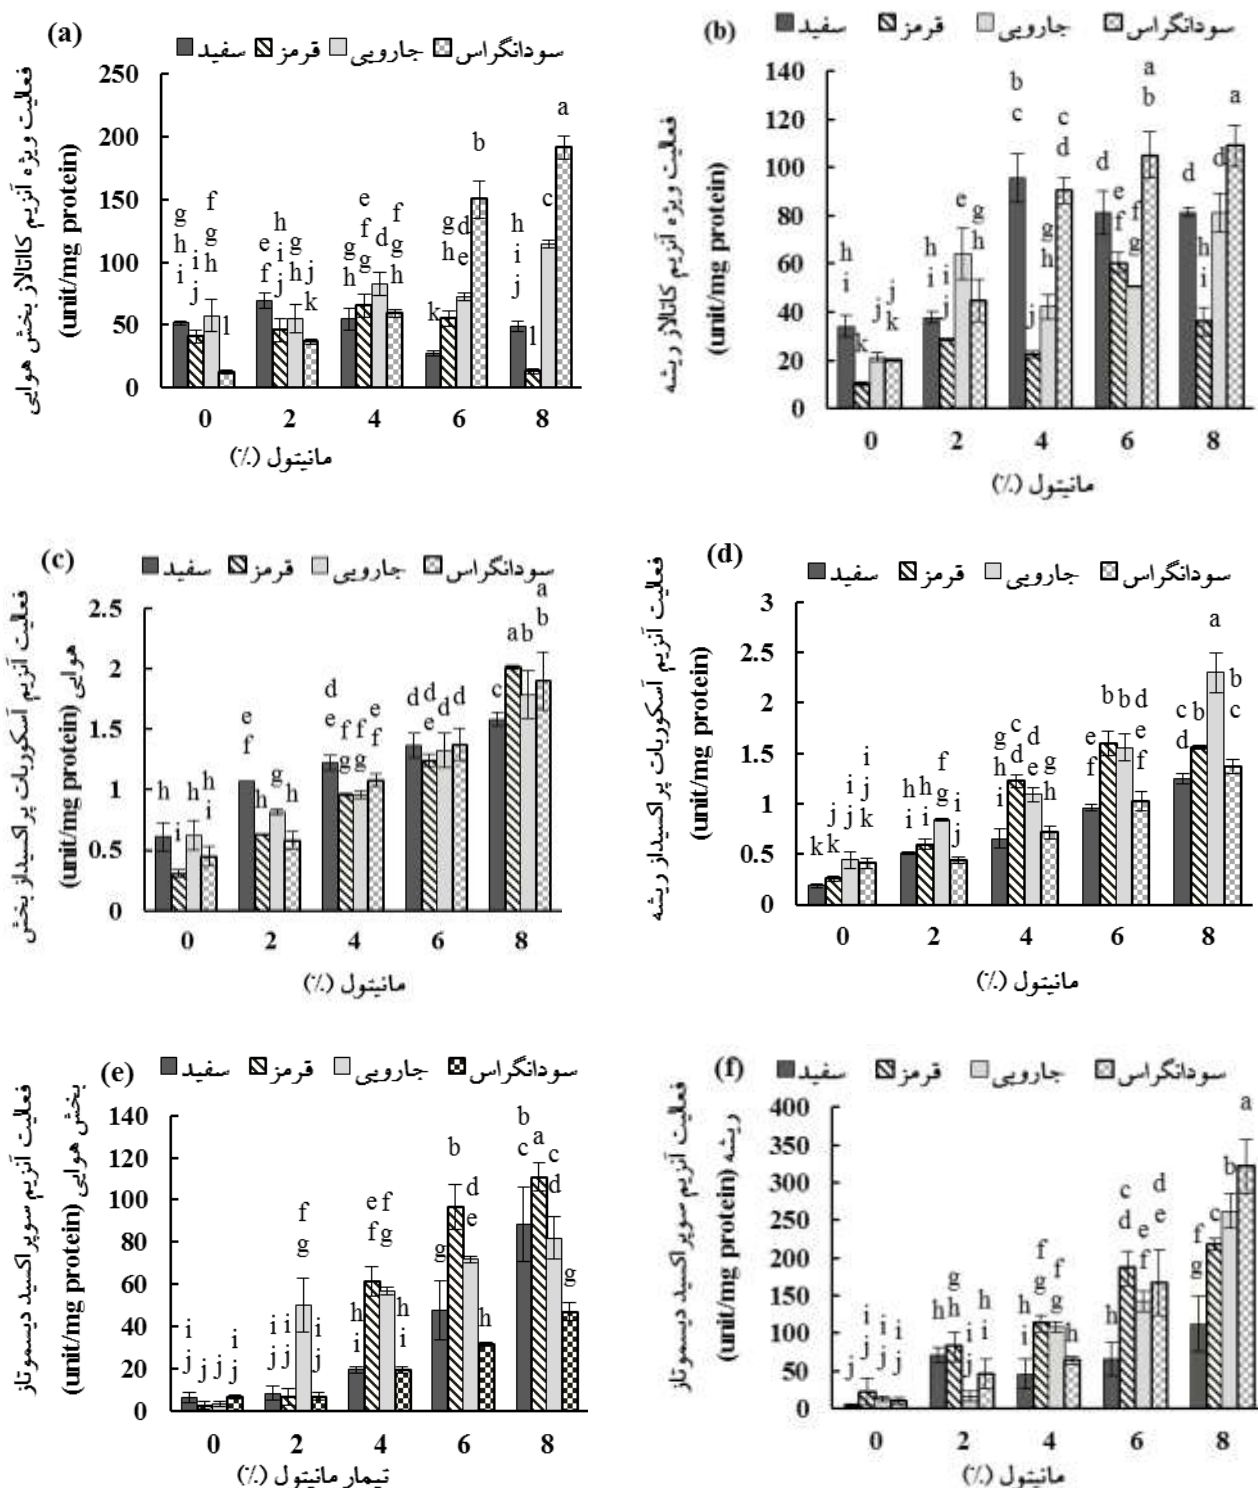 (a)
سفید قرمز جارویی سودانگراس
فعالیت ویژه آنزیم کاتالاز بخش هوایی
(unit/mg protein)
250
200
150
100
50
0
g h i
i j
f g h
l
e f
h i j
g h
j k
g h
e f g
d
f g h
k
g h
d e
b
h i j
l
c
a
0 2 4 6 8
مانیتول (٪)
(b)
سفید قرمز جارویی سودانگراس
فعالیت ویژه آنزیم کاتالاز ریشه
(unit/mg protein)
140
120
100
80
60
40
20
0
h i
k
j
j k
h i
i j
e
g h
b c
j
g h
c d
d
e f
f g
a b
d
h i
d
a
0 2 4 6 8
مانیتول (٪)
(c)
سفید قرمز جارویی سودانگراس
فعالیت آنزیم آسکوربات پراکسیداز بخش
هوایی (unit/mg protein)
2.5
2
1.5
1
0.5
0
h
i
h
h i
e f
h
g
h
d e
f g
f g
e f
d
d e
d
d
c
a
b
a b
0 2 4 6 8
مانیتول (٪)
(d)
سفید قرمز جارویی سودانگراس
فعالیت آنزیم آسکوربات پراکسیداز ریشه
(unit/mg protein)
3
2.5
2
1.5
1
0.5
0
k
j k
i j
i j k
h i
h i
f g
i j
g h i
c d
d e
g h
e f
b
b
d e f
c d
b
a
b c
0 2 4 6 8
مانیتول (٪)
(e)
سفید قرمز جارویی سودانگراس
فعالیت آنزیم سوپراکسید دیسموتاز
بخش هوایی (unit/mg protein)
140
120
100
80
60
40
20
0
i j
j
j
i j
i j
i j
f g
i j
h i
e f
f g
h i
g
b
d e
h
b c
a
c d
g
0 2 4 6 8
تیمار مانیتول (٪)
(f)
سفید قرمز جارویی سودانگراس
فعالیت آنزیم سوپراکسید دیسموتاز
ریشه (unit/mg protein)
400
350
300
250
200
150
100
50
0
j
i j
i j
i j
h
g h
i j
h i
h i
f g
f g
h
h
c d
e f
d e
f g
c
b
a
0 2 4 6 8
مانیتول (٪)